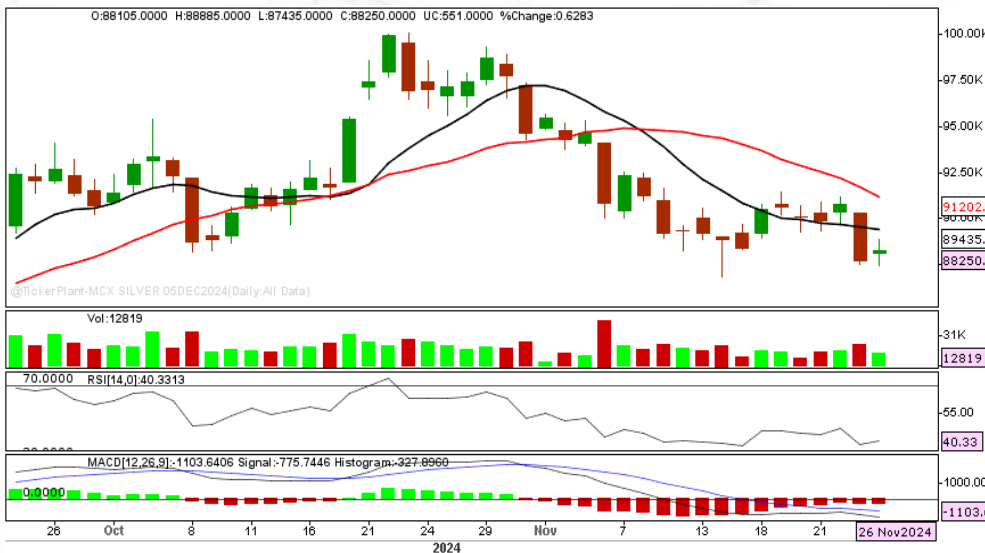 O:88105.0000 H:88885.0000 L:87435.0000 C:88250.0000 UC:551.0000 %Change:0.6283
100.00K
97.50K
95.00K
92.50K
91202.
90.00K
89435.
88250.
@TickerPlant-MCX SILVER 05DEC2024(Daily:All Data)
Vol:12819
31K
12819
70.0000 RSI[14,0]:40.3313
55.00
40.33
30.0000
MACD[12,26,9]:-1103.6406 Signal:-775.7446 Histogram:-327.8960
1000.00
0.0000
-1103.
26 Oct 8 11 16 21 24 29 Nov 7 13 18 21 26 Nov2024
2024